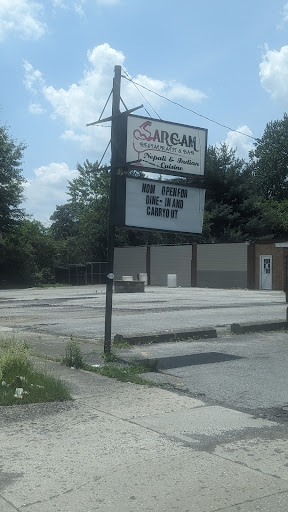 SARGAM
RESTAURANT & BAR
Nepali & Indian
Cuisine
NOW OPEN FOR
DINE-IN AND
CARRY OUT